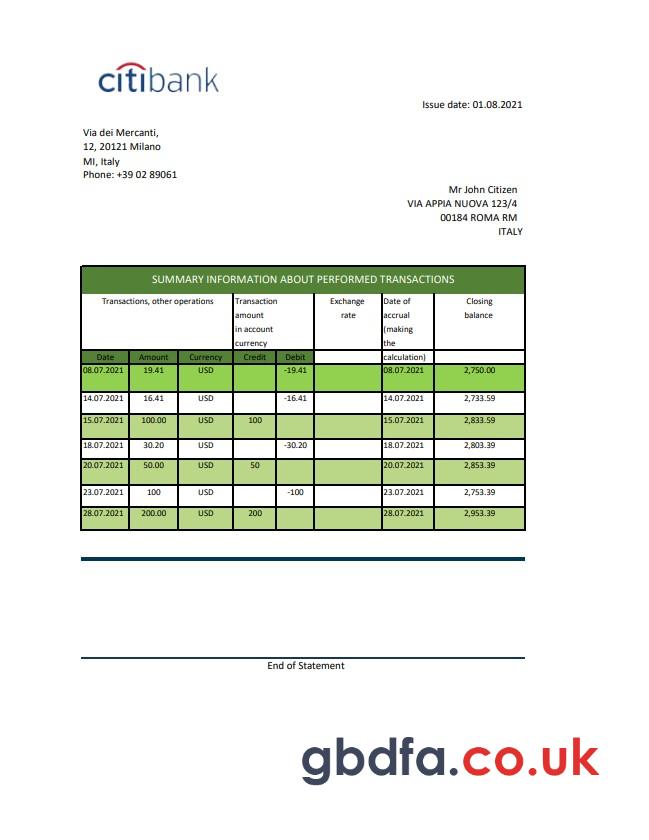 citibank
Issue date: 01.08.2021
Via dei Mercanti,
12, 20121 Milano
MI, Italy
Phone: +39 02 89061
Mr John Citizen
VIA APPIA NUOVA 123/4
00184 ROMA RM
ITALY
SUMMARY INFORMATION ABOUT PERFORMED TRANSACTIONS
Transactions, other operations Transaction Exchange Date of Closing
amount rate accrual balance
in account (making
currency the
Date Amount Currency Credit Debit calculation)
08.07.2021 19.41 USD -19.41 08.07.2021 2,750.00
14.07.2021 16.41 USD -16.41 14.07.2021 2,733.59
15.07.2021 100.00 USD 100 15.07.2021 2,833.59
18.07.2021 30.20 USD -30.20 18.07.2021 2,803.39
20.07.2021 50.00 USD 50 20.07.2021 2,853.39
23.07.2021 100 USD -100 23.07.2021 2,753.39
28.07.2021 200.00 USD 200 28.07.2021 2,953.39
End of Statement
gbdfa.co.uk